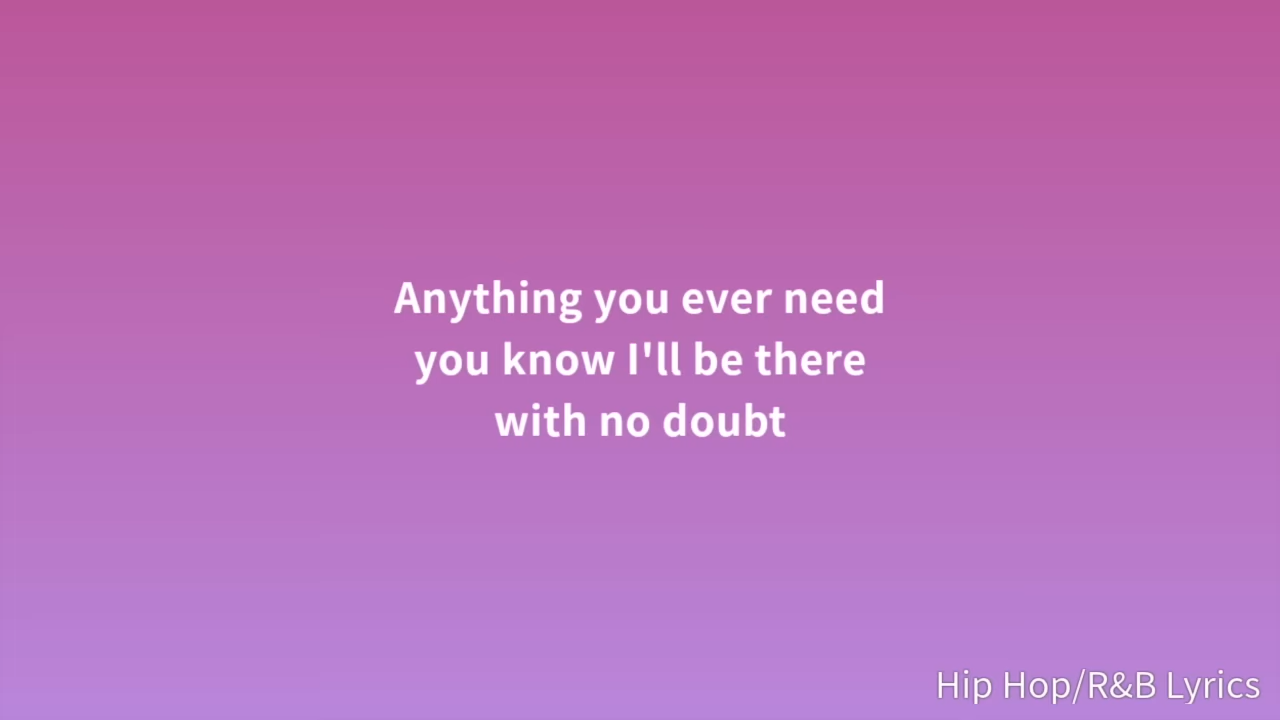 Anything you ever need
you know I'll be there
with no doubt
Hip Hop/R&B Lyrics